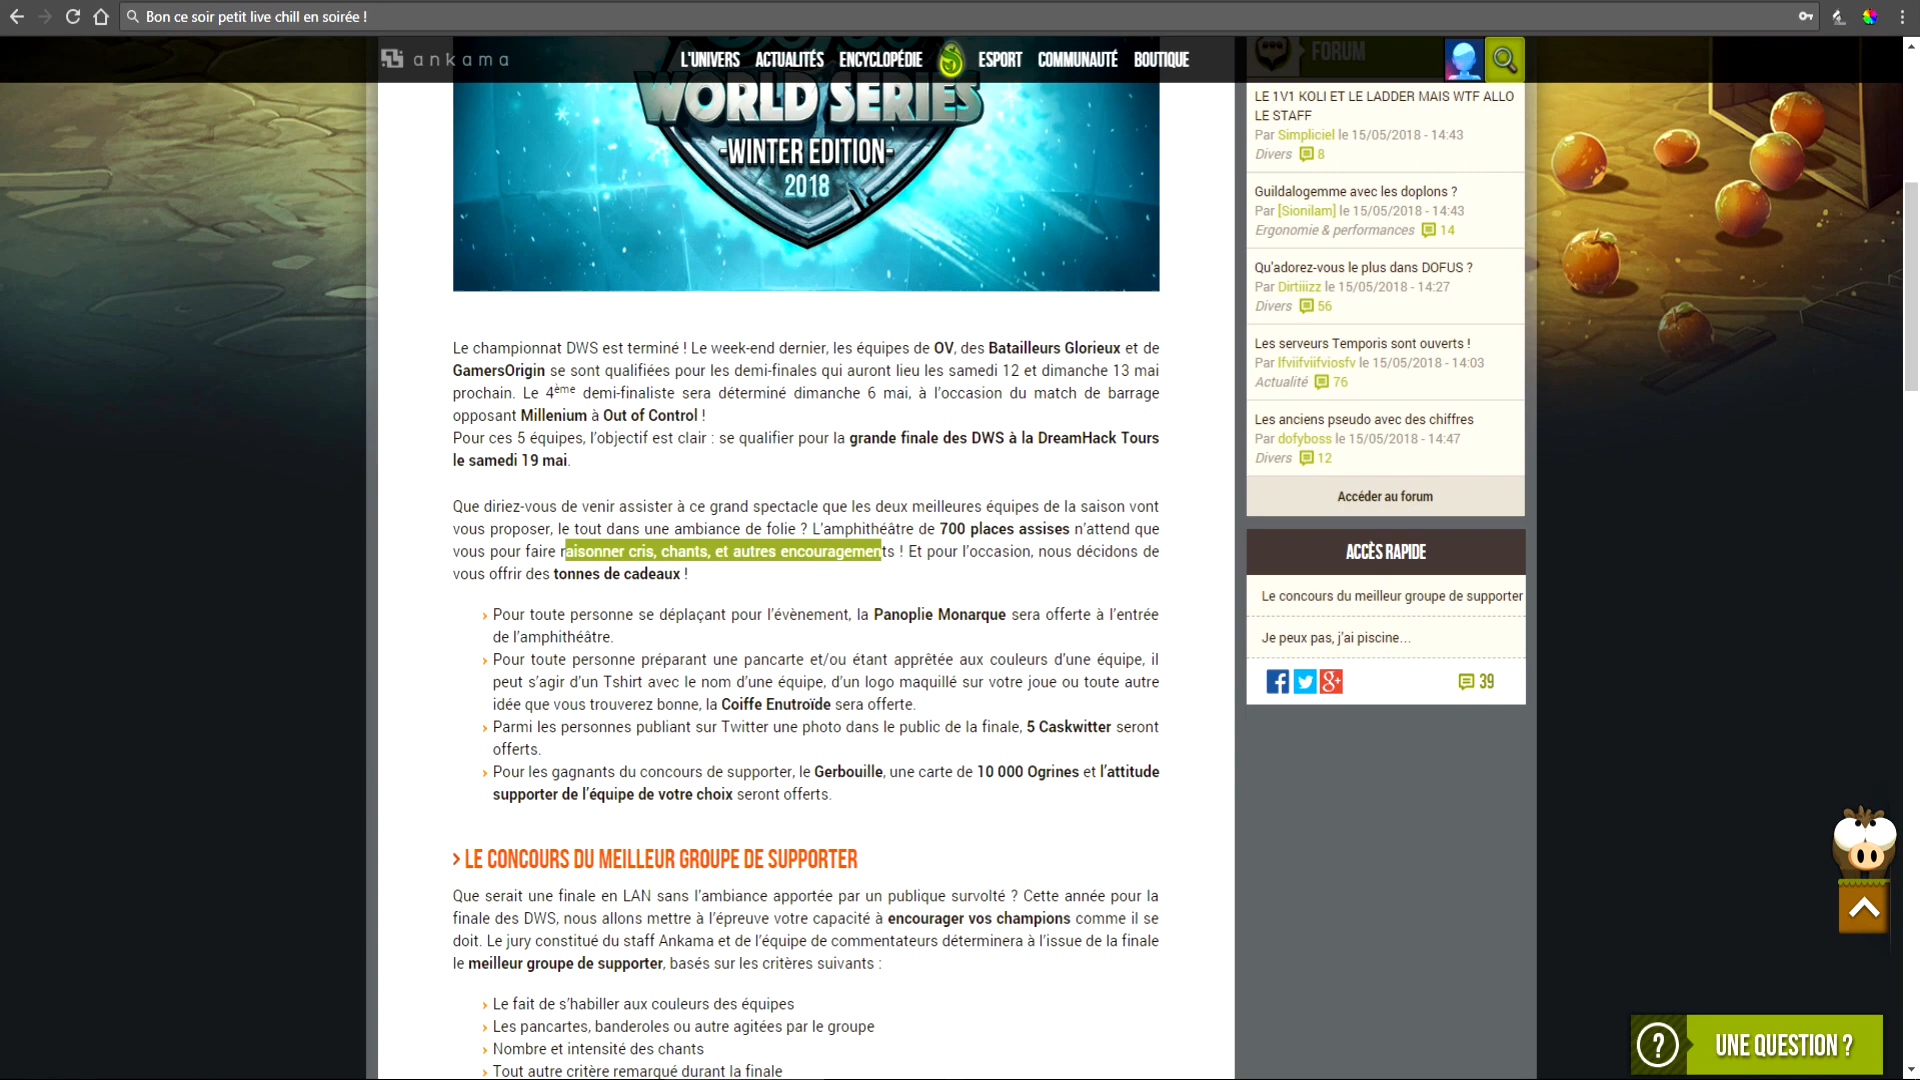 Bon ce soir petit live chill en soirée !
ankama
L'UNIVERS ACTUALITÉS ENCYCLOPÉDIE ESPORT COMMUNAUTÉ BOUTIQUE
WORLD SERIES
-WINTER EDITION-
2018
Le championnat DWS est terminé ! Le week-end dernier, les équipes de OV, des Batailleurs Glorieux et de
GamersOrigin se sont qualifiées pour les demi-finales qui auront lieu les samedi 12 et dimanche 13 mai
prochain. Le 4ème demi-finaliste sera déterminé dimanche 6 mai, à l'occasion du match de barrage
opposant Millenium à Out of Control !
Pour ces 5 équipes, l'objectif est clair : se qualifier pour la grande finale des DWS à la DreamHack Tours
le samedi 19 mai.
Que diriez-vous de venir assister à ce grand spectacle que les deux meilleures équipes de la saison vont
vous proposer, le tout dans une ambiance de folie ? L'amphithéâtre de 700 places assises n'attend que
vous pour faire raisonner cris, chants, et autres encouragements ! Et pour l'occasion, nous décidons de
vous offrir des tonnes de cadeaux !
› Pour toute personne se déplaçant pour l'évènement, la Panoplie Monarque sera offerte à l'entrée
de l'amphithéâtre.
› Pour toute personne préparant une pancarte et/ou étant apprêtée aux couleurs d'une équipe, il
peut s'agir d'un Tshirt avec le nom d'une équipe, d'un logo maquillé sur votre joue ou toute autre
idée que vous trouverez bonne, la Coiffe Enutroïde sera offerte.
› Parmi les personnes publiant sur Twitter une photo dans le public de la finale, 5 Caskwitter seront
offerts.
› Pour les gagnants du concours de supporter, le Gerbouille, une carte de 10 000 Ogrines et l'attitude
supporter de l'équipe de votre choix seront offerts.
› LE CONCOURS DU MEILLEUR GROUPE DE SUPPORTER
Que serait une finale en LAN sans l'ambiance apportée par un publique survolté ? Cette année pour la
finale des DWS, nous allons mettre à l'épreuve votre capacité à encourager vos champions comme il se
doit. Le jury constitué du staff Ankama et de l'équipe de commentateurs déterminera à l'issue de la finale
le meilleur groupe de supporter, basés sur les critères suivants :
› Le fait de s'habiller aux couleurs des équipes
› Les pancartes, banderoles ou autre agitées par le groupe
› Nombre et intensité des chants
› Tout autre critère remarqué durant la finale
FORUM
LE 1V1 KOLI ET LE LADDER MAIS WTF ALLO
LE STAFF
Par Simpliciel le 15/05/2018 - 14:43
Divers 8
Guildalogemme avec les doplons ?
Par [Sionilam] le 15/05/2018 - 14:43
Ergonomie & performances 14
Qu'adorez-vous le plus dans DOFUS ?
Par Dirtiiizz le 15/05/2018 - 14:27
Divers 56
Les serveurs Temporis sont ouverts !
Par lfviifviifviosfv le 15/05/2018 - 14:03
Actualité 76
Les anciens pseudo avec des chiffres
Par dofyboss le 15/05/2018 - 14:47
Divers 12
Accéder au forum
ACCÈS RAPIDE
Le concours du meilleur groupe de supporter
Je peux pas, j'ai piscine...
39
UNE QUESTION ?